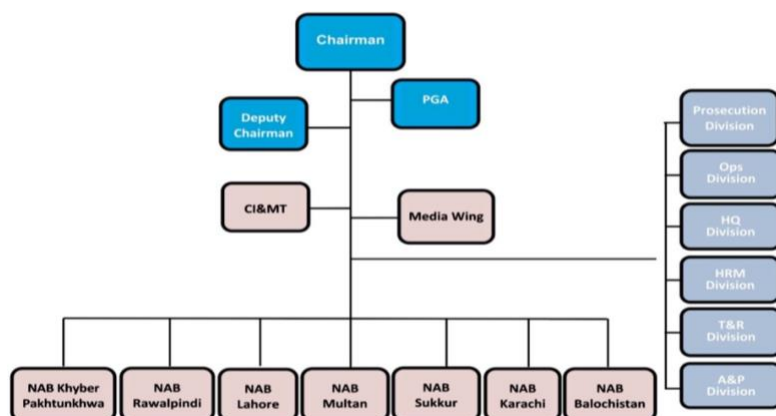 Chairman
PGA
Deputy
Chairman
CI&MT
Media Wing
Prosecution
Division
Ops
Division
HQ
Division
HRM
Division
T&R
Division
A&P
Division
NAB Khyber
Pakhtunkhwa
NAB
Rawalpindi
NAB
Lahore
NAB
Multan
NAB
Sukkur
NAB
Karachi
NAB
Balochistan